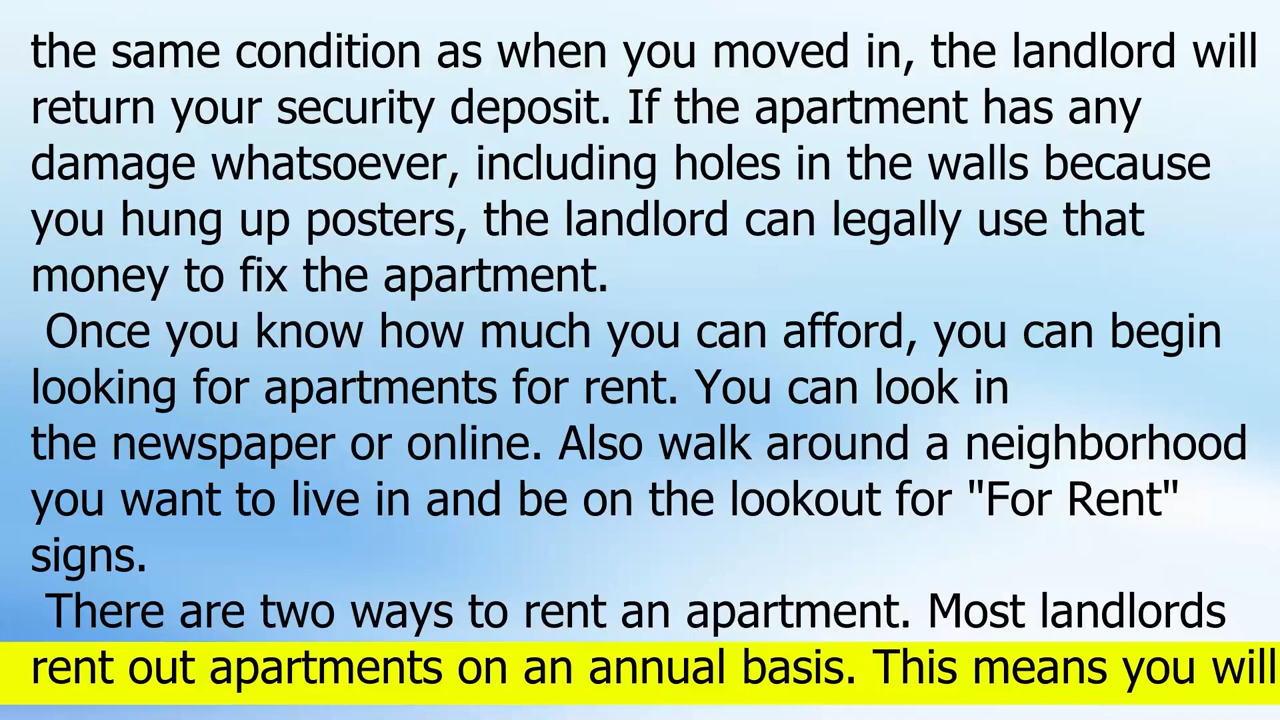 the same condition as when you moved in, the landlord will
return your security deposit. If the apartment has any
damage whatsoever, including holes in the walls because
you hung up posters, the landlord can legally use that
money to fix the apartment.
Once you know how much you can afford, you can begin
looking for apartments for rent. You can look in
the newspaper or online. Also walk around a neighborhood
you want to live in and be on the lookout for "For Rent"
signs.
There are two ways to rent an apartment. Most landlords
rent out apartments on an annual basis. This means you will